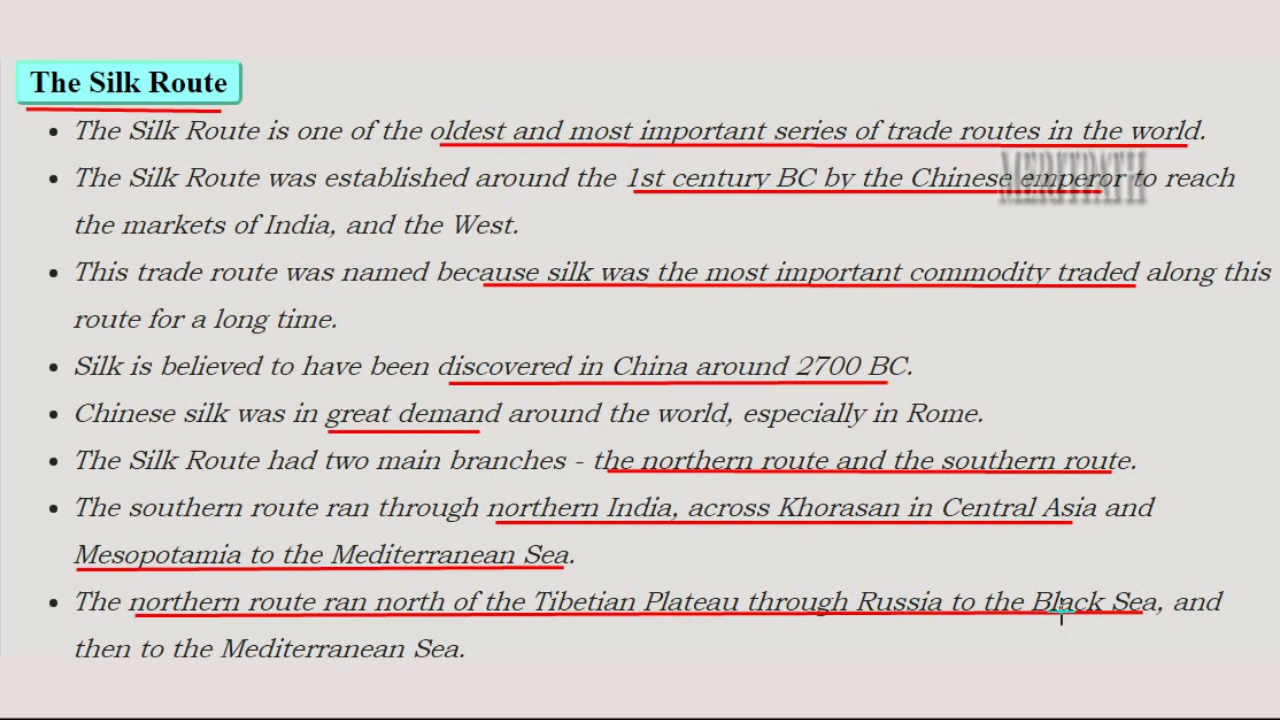 The Silk Route
• The Silk Route is one of the oldest and most important series of trade routes in the world.
MERITPATH
• The Silk Route was established around the 1st century BC by the Chinese emperor to reach
the markets of India, and the West.
• This trade route was named because silk was the most important commodity traded along this
route for a long time.
• Silk is believed to have been discovered in China around 2700 BC.
• Chinese silk was in great demand around the world, especially in Rome.
• The Silk Route had two main branches - the northern route and the southern route.
• The southern route ran through northern India, across Khorasan in Central Asia and
Mesopotamia to the Mediterranean Sea.
• The northern route ran north of the Tibetian Plateau through Russia to the Black Sea, and
then to the Mediterranean Sea.